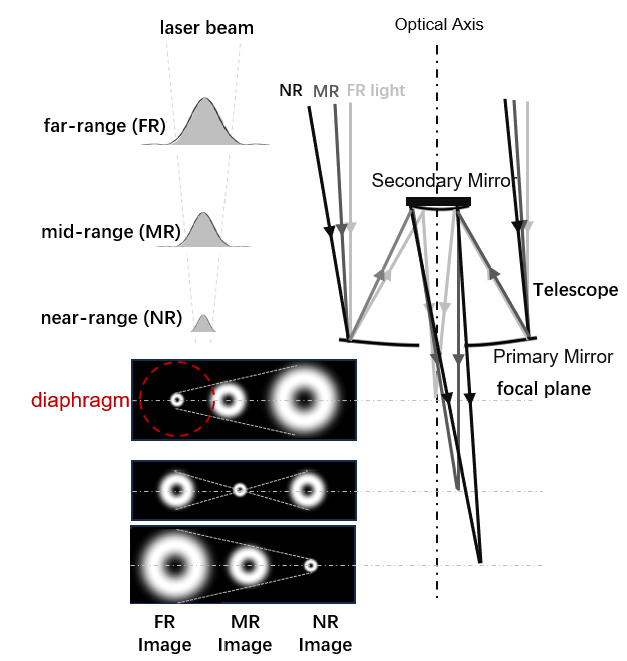 laser beam
Optical Axis
NR MR FR light
far-range (FR)
Secondary Mirror
mid-range (MR)
Telescope
near-range (NR)
Primary Mirror
focal plane
diaphragm
FR MR NR
Image Image Image